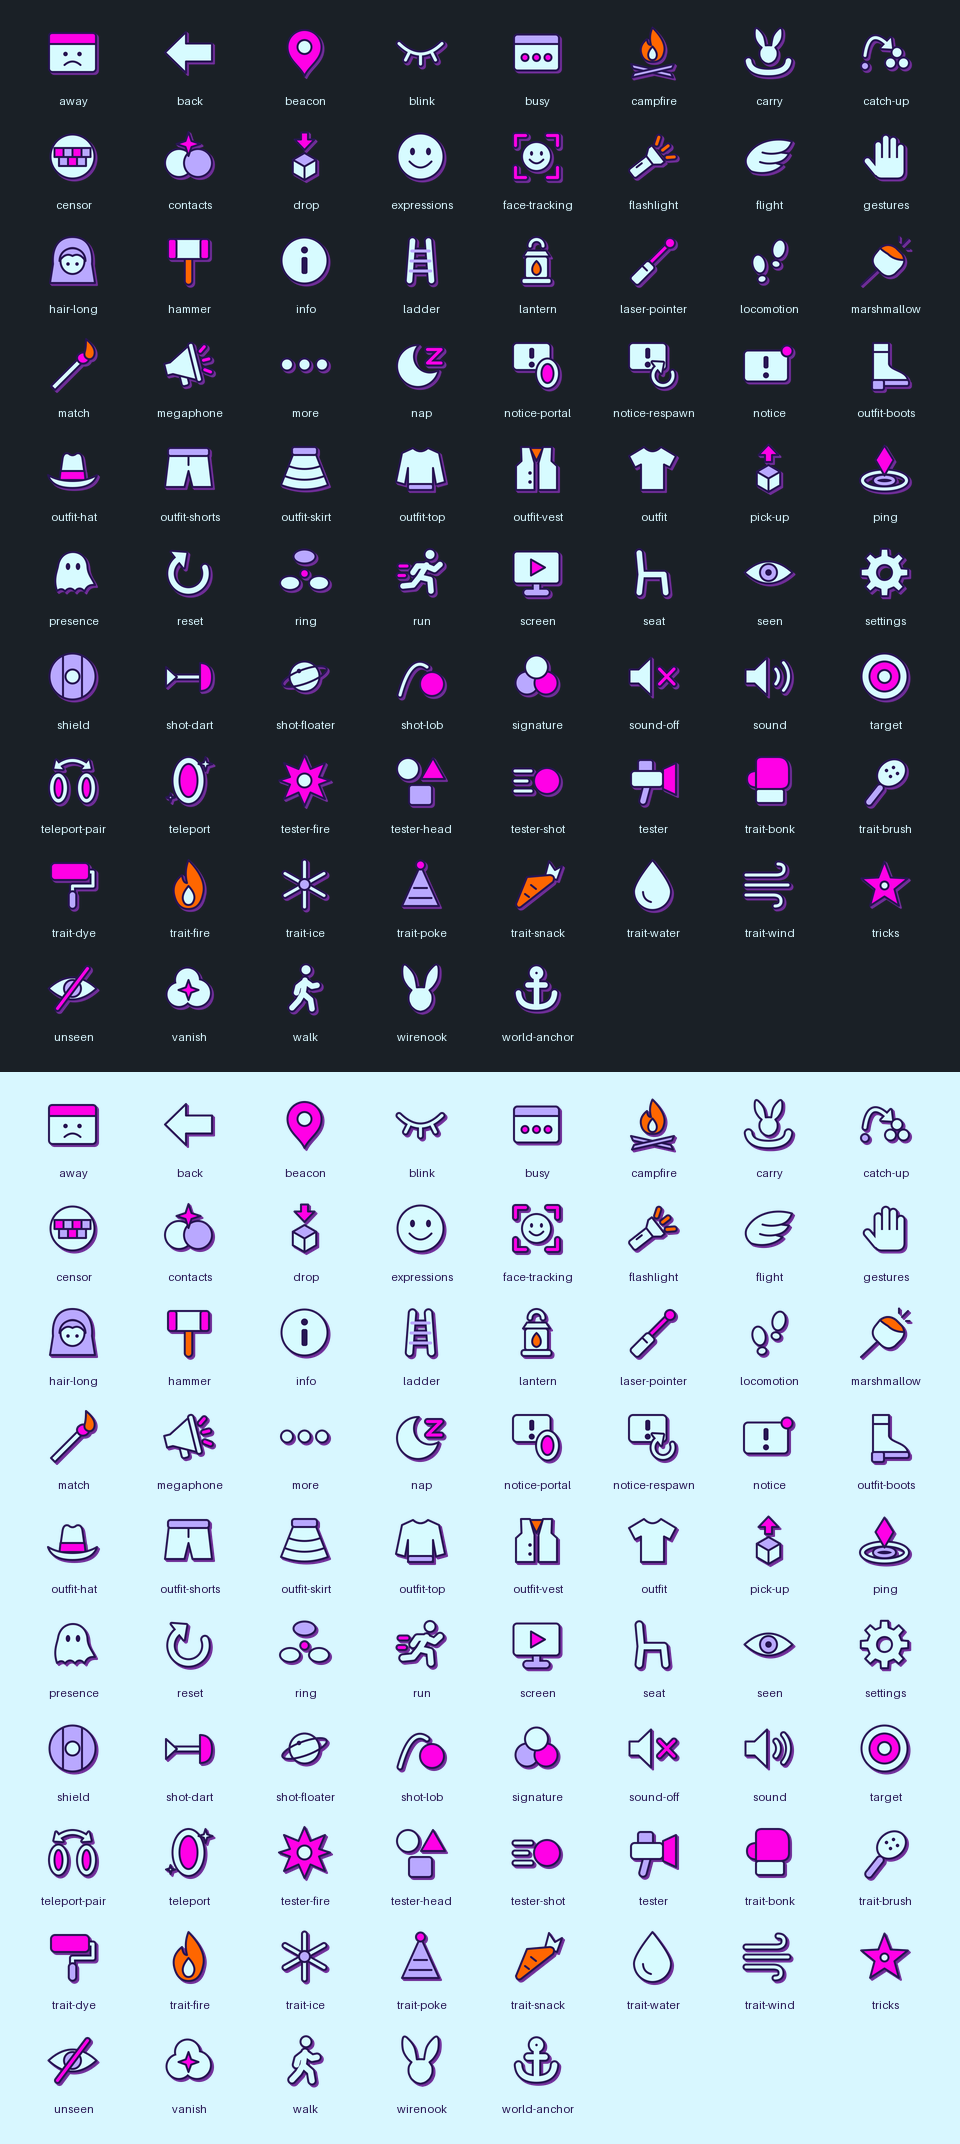 away back beacon blink busy campfire carry catch-up
censor contacts drop expressions face-tracking flashlight flight gestures
hair-long hammer info ladder lantern laser-pointer locomotion marshmallow
match megaphone more nap notice-portal notice-respawn notice outfit-boots
outfit-hat outfit-shorts outfit-skirt outfit-top outfit-vest outfit pick-up ping
presence reset ring run screen seat seen settings
shield shot-dart shot-floater shot-lob signature sound-off sound target
teleport-pair teleport tester-fire tester-head tester-shot tester trait-bonk trait-brush
trait-dye trait-fire trait-ice trait-poke trait-snack trait-water trait-wind tricks
unseen vanish walk wirenook world-anchor
away back beacon blink busy campfire carry catch-up
censor contacts drop expressions face-tracking flashlight flight gestures
hair-long hammer info ladder lantern laser-pointer locomotion marshmallow
match megaphone more nap notice-portal notice-respawn notice outfit-boots
outfit-hat outfit-shorts outfit-skirt outfit-top outfit-vest outfit pick-up ping
presence reset ring run screen seat seen settings
shield shot-dart shot-floater shot-lob signature sound-off sound target
teleport-pair teleport tester-fire tester-head tester-shot tester trait-bonk trait-brush
trait-dye trait-fire trait-ice trait-poke trait-snack trait-water trait-wind tricks
unseen vanish walk wirenook world-anchor